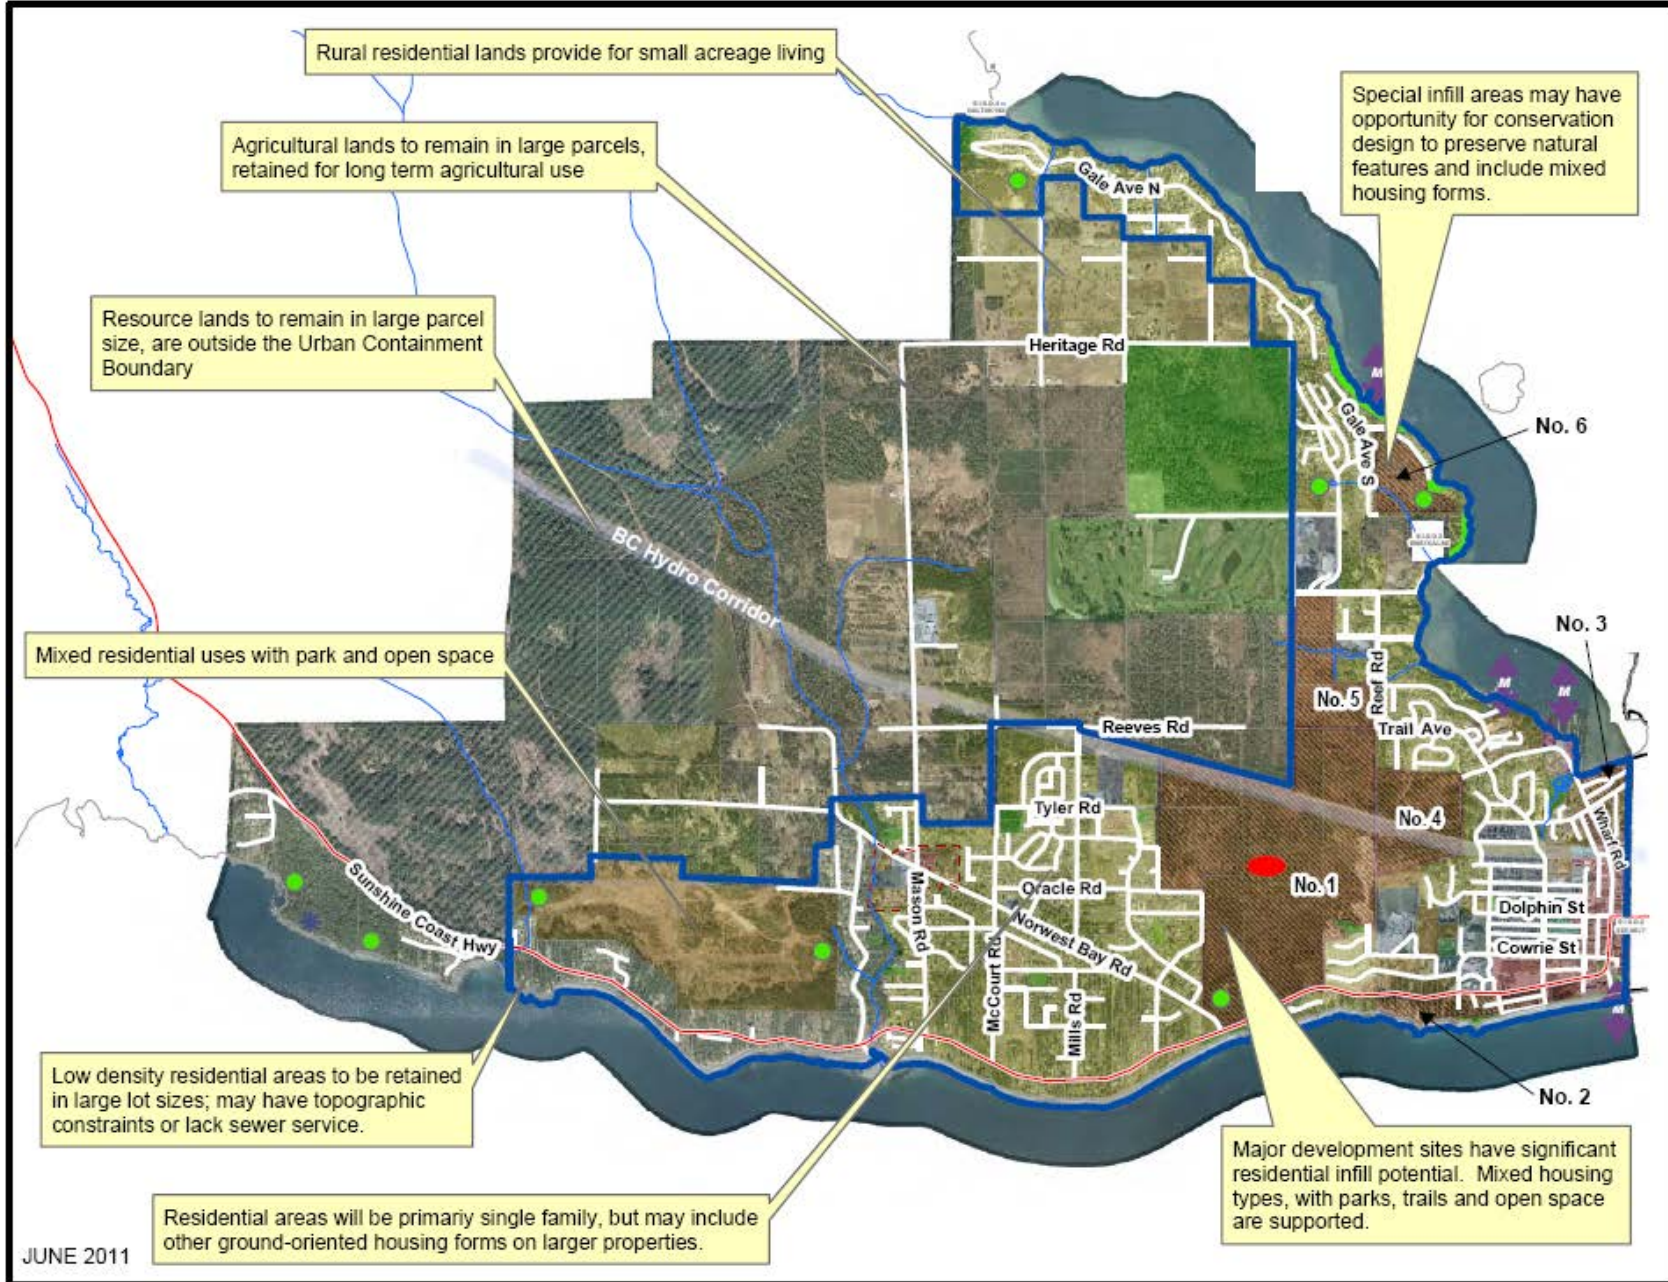 Rural residential lands provide for small acreage living
Agricultural lands to remain in large parcels,
retained for long term agricultural use
Resource lands to remain in large parcel
size, are outside the Urban Containment
Boundary
Special infill areas may have
opportunity for conservation
design to preserve natural
features and include mixed
housing forms.
Gale Ave N
Heritage Rd
M
Gale Ave S
No. 6
BC Hydro Corridor
Mixed residential uses with park and open space
No. 3
Reef Rd
M
M
No. 5
Trail Ave
Reeves Rd
Tyler Rd
No. 4
Wharf Rd
Sunshine Coast Hwy
Mason Rd
Oracle Rd
No. 1
Dolphin St
Norwest Bay Rd
Cowrie St
McCourt Rd
Mills Rd
M
No. 2
Low density residential areas to be retained
in large lot sizes; may have topographic
constraints or lack sewer service.
Major development sites have significant
residential infill potential. Mixed housing
types, with parks, trails and open space
are supported.
Residential areas will be primariy single family, but may include
other ground-oriented housing forms on larger properties.
JUNE 2011